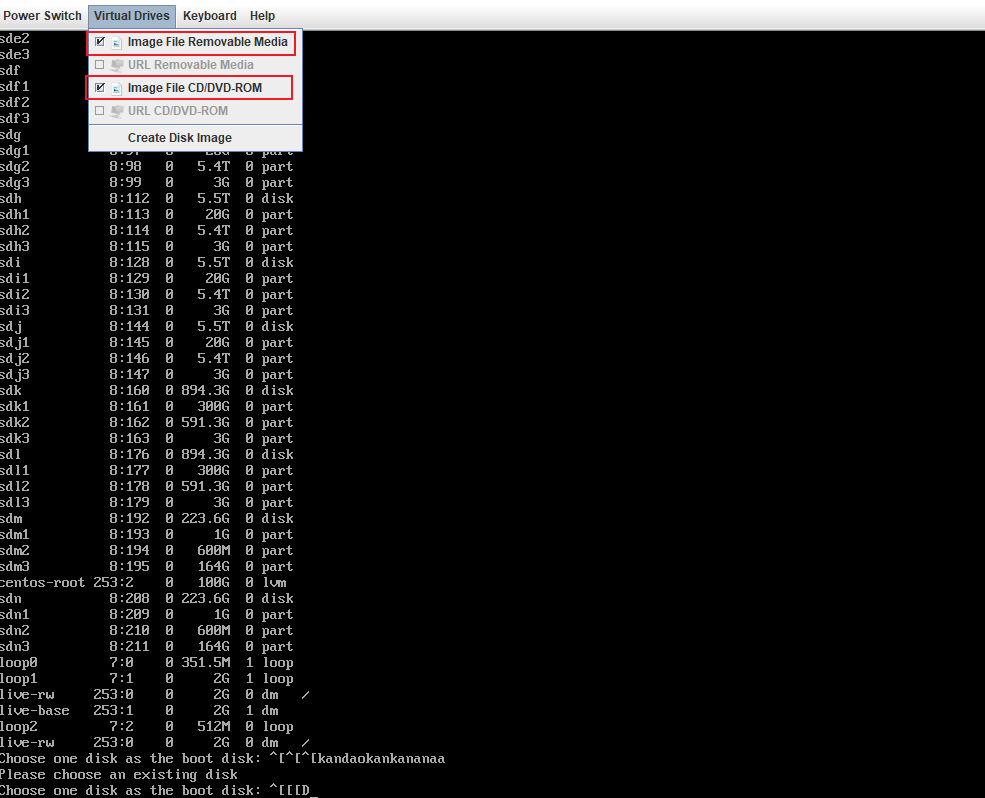 Power Switch Virtual Drives Keyboard Help
Image File Removable Media
URL Removable Media
Image File CD/DVD-ROM
URL CD/DVD-ROM
Create Disk Image
sde2
sde3
sdf
sdf1
sdf2
sdf3
sdg
sdg1 8:97 0 20G 0 part
sdg2 8:98 0 5.4T 0 part
sdg3 8:99 0 3G 0 part
sdh 8:112 0 5.5T 0 disk
sdh1 8:113 0 20G 0 part
sdh2 8:114 0 5.4T 0 part
sdh3 8:115 0 3G 0 part
sdi 8:128 0 5.5T 0 disk
sdi1 8:129 0 20G 0 part
sdi2 8:130 0 5.4T 0 part
sdi3 8:131 0 3G 0 part
sdj 8:144 0 5.5T 0 disk
sdj1 8:145 0 20G 0 part
sdj2 8:146 0 5.4T 0 part
sdj3 8:147 0 3G 0 part
sdk 8:160 0 894.3G 0 disk
sdk1 8:161 0 300G 0 part
sdk2 8:162 0 591.3G 0 part
sdk3 8:163 0 3G 0 part
sdl 8:176 0 894.3G 0 disk
sdl1 8:177 0 300G 0 part
sdl2 8:178 0 591.3G 0 part
sdl3 8:179 0 3G 0 part
sdm 8:192 0 223.6G 0 disk
sdm1 8:193 0 1G 0 part
sdm2 8:194 0 600M 0 part
sdm3 8:195 0 164G 0 part
centos-root 253:2 0 100G 0 lvm
sdn 8:208 0 223.6G 0 disk
sdn1 8:209 0 1G 0 part
sdn2 8:210 0 600M 0 part
sdn3 8:211 0 164G 0 part
loop0 7:0 0 351.5M 1 loop
loop1 7:1 0 2G 1 loop
live-rw 253:0 0 2G 0 dm /
live-base 253:1 0 2G 1 dm
loop2 7:2 0 512M 0 loop
live-rw 253:0 0 2G 0 dm /
Choose one disk as the boot disk: ^[^[^[kandaokankananaa
Please choose an existing disk
Choose one disk as the boot disk: ^[[[D_